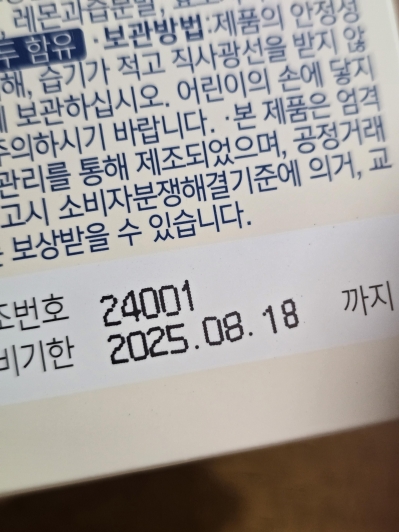 레몬과즙분말,
두 함유 ·보관방법:제품의 안정성
해, 습기가 적고 직사광선을 받지 않
보관하십시오. 어린이의 손에 닿지
주의하시기 바랍니다. ·본 제품은 엄격
관리를 통해 제조되었으며, 공정거래
고시 소비자분쟁해결기준에 의거, 교
보상받을 수 있습니다.
조번호 24001
비기한 2025.08.18 까지